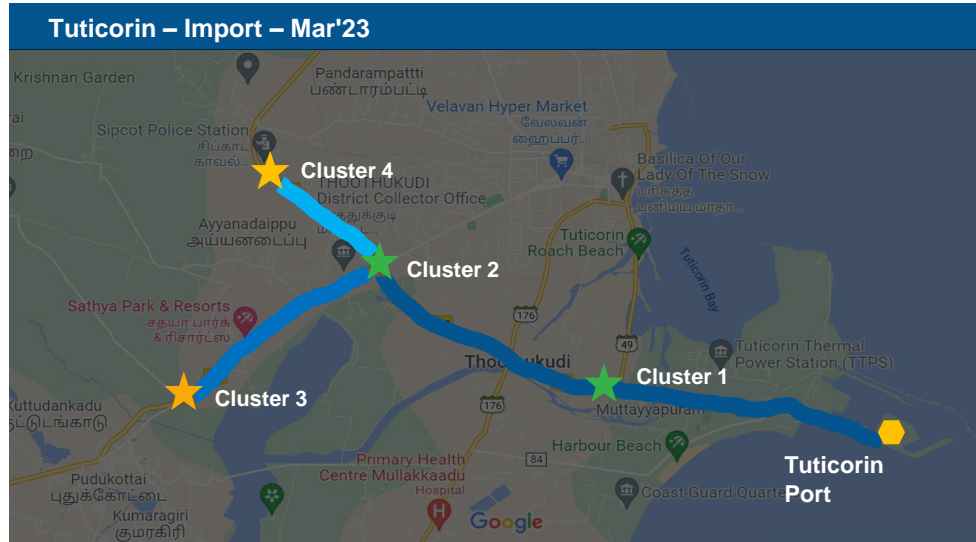 Tuticorin – Import – Mar'23
Krishnan Garden
Pandarampattti
பண்டாரம்பட்டி
Velavan Hyper Market
வேலவன்
ஹைப்பர்...
Sipcot Police Station
சிப்காட்
காவல்...
Cluster 4
Basilica Of Our
Lady Of The Snow
பரிசுத்த
பனிமய மாதா...
THOOTHUKUDI
District Collector Office
Ayyanadaippu
அய்யனடைப்பு
Tuticorin
Roach Beach
Cluster 2
Tuticorin Bay
Sathya Park & Resorts
சத்யா பார்க்
& ரிசார்ட்ஸ்
176
49
Tuticorin Thermal
Power Station (TTPS)
Cluster 1
Cluster 3
Muttayyapuram
Kuttudankadu
176
Harbour Beach
84
Primary Health
Centre Mullakkaadu
Hospital
Tuticorin
Port
Pudukottai
புதுக்கோட்டை
Coast Guard Quarte
Kumaragiri
குமரகிரி
H
Google